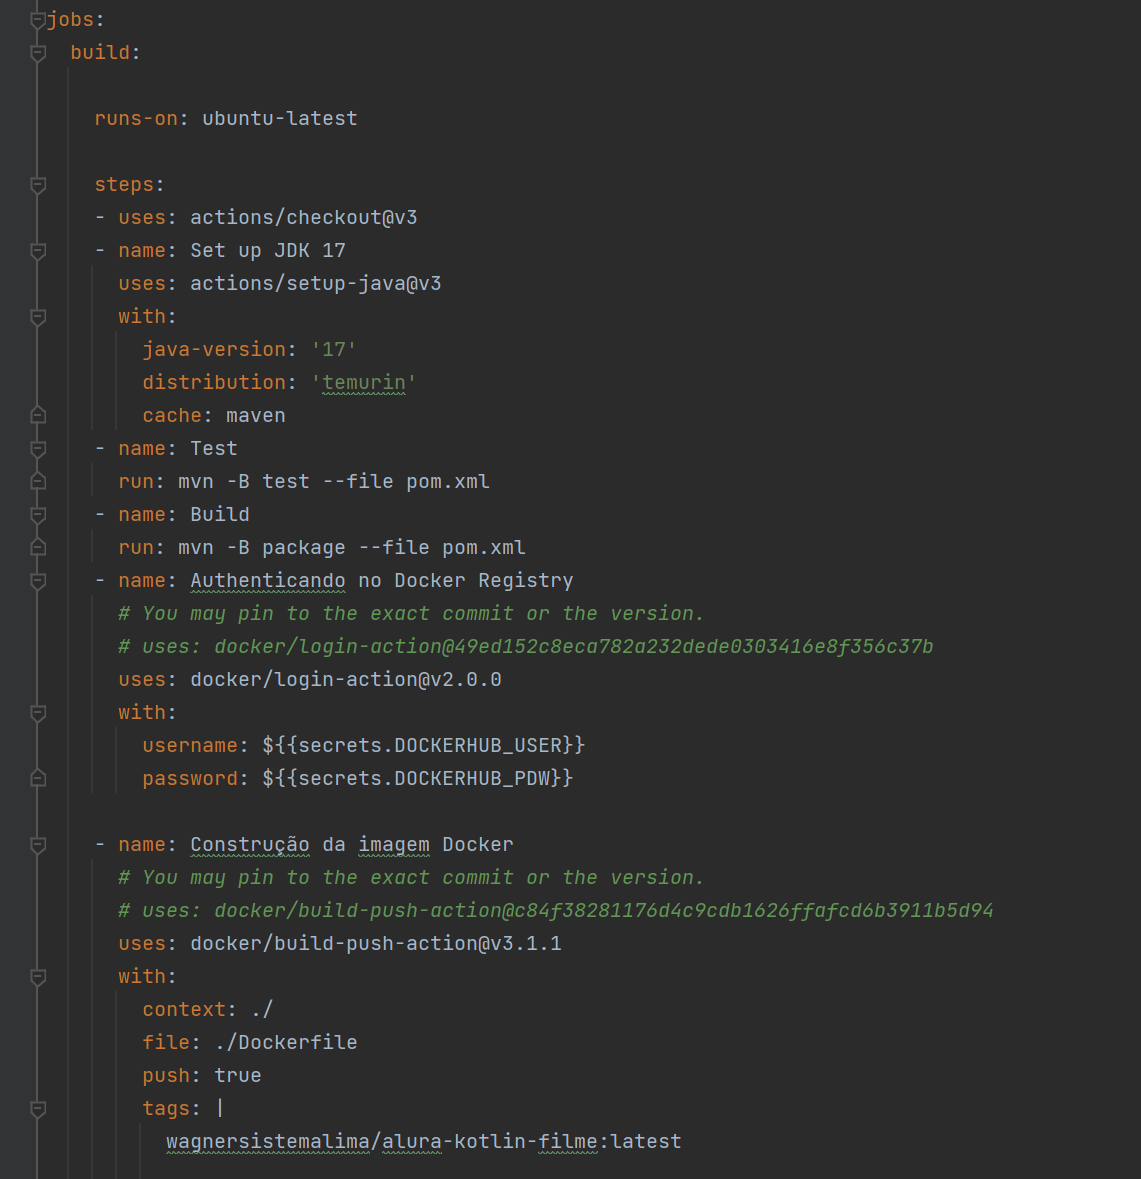 jobs:
  build:
    runs-on: ubuntu-latest
    steps:
    - uses: actions/checkout@v3
    - name: Set up JDK 17
      uses: actions/setup-java@v3
      with:
        java-version: '17'
        distribution: 'temurin'
        cache: maven
    - name: Test
      run: mvn -B test --file pom.xml
    - name: Build
      run: mvn -B package --file pom.xml
    - name: Authenticando no Docker Registry
      # You may pin to the exact commit or the version.
      # uses: docker/login-action@49ed152c8eca782a232dede0303416e8f356c37b
      uses: docker/login-action@v2.0.0
      with:
        username: ${{secrets.DOCKERHUB_USER}}
        password: ${{secrets.DOCKERHUB_PDW}}
    - name: Construção da imagem Docker
      # You may pin to the exact commit or the version.
      # uses: docker/build-push-action@c84f38281176d4c9cdb1626ffafcd6b3911b5d94
      uses: docker/build-push-action@v3.1.1
      with:
        context: ./
        file: ./Dockerfile
        push: true
        tags: |
          wagnersistemalima/alura-kotlin-filme:latest